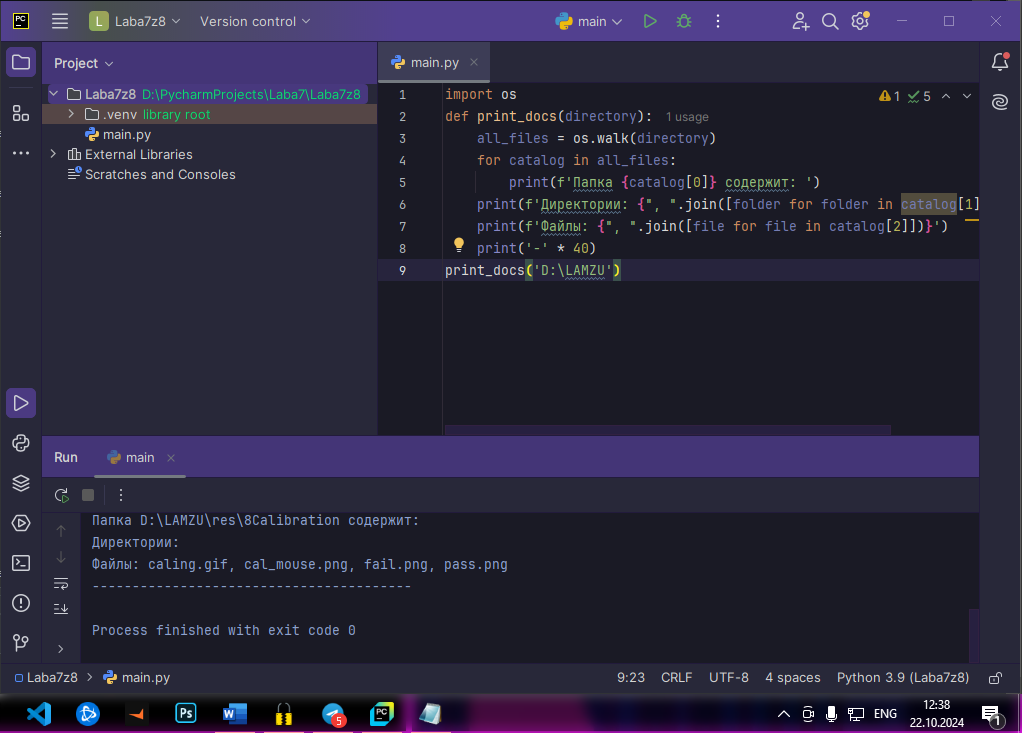 PC L Laba7z8 Version control main
Project
main.py
Laba7z8 D:\PycharmProjects\Laba7\Laba7z8
.venv library root
main.py
External Libraries
Scratches and Consoles
1 import os
2 def print_docs(directory): 1 usage
3 all_files = os.walk(directory)
4 for catalog in all_files:
5 print(f'Папка {catalog[0]} содержит: ')
6 print(f'Директории: {", ".join([folder for folder in catalog[1]
7 print(f'Файлы: {", ".join([file for file in catalog[2]])}')
8 print('-' * 40)
9 print_docs('D:\LAMZU')
1 5
Run main
Папка D:\LAMZU\res\8Calibration содержит:
Директории:
Файлы: caling.gif, cal_mouse.png, fail.png, pass.png
----------------------------------------
Process finished with exit code 0
Laba7z8 > main.py 9:23 CRLF UTF-8 4 spaces Python 3.9 (Laba7z8)
Ps W 5 PC ENG 12:38
22.10.2024 1